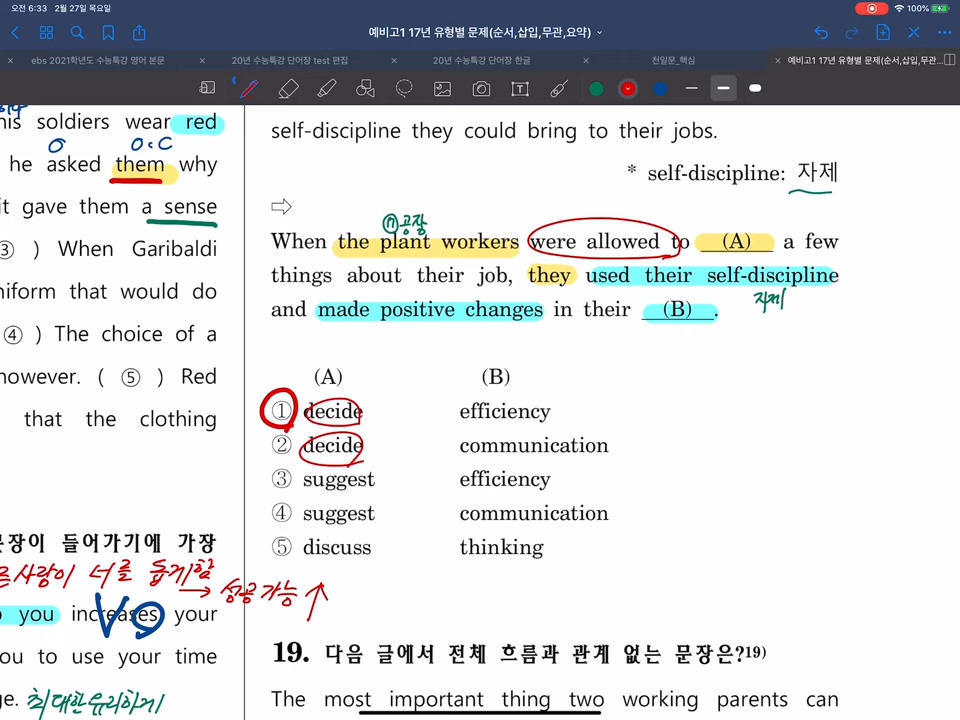 오전 6:33 2월 27일 목요일
100%
예비고1 17년 유형별 문제(순서,삽입,무관,요약)
ebs 2021학년도 수능특강 영어 본문
20년 수능특강 단어장 test 편집
20년 수능특강 단어장 한글
천일문_핵심
예비고1 17년 유형별 문제(순서,삽입,무관,요약)...
his soldiers wear red
O O.C
he asked them why
it gave them a sense
③ ) When Garibaldi
niform that would do
④ ) The choice of a
however. ( ⑤ ) Red
that the clothing
문장이 들어가기에 가장
른사람이 너를 돕게함
→ 성공가능 ↑
o you increases your
VS
ou to use your time
ge. 최대한유리하게
self-discipline they could bring to their jobs.
* self-discipline: 자제
⇨
(n)공장
When the plant workers were allowed to (A) a few
things about their job, they used their self-discipline
자제
and made positive changes in their (B) .
(A) (B)
① decide efficiency
② decide communication
③ suggest efficiency
④ suggest communication
⑤ discuss thinking
19. 다음 글에서 전체 흐름과 관계 없는 문장은?19)
The most important thing two working parents can